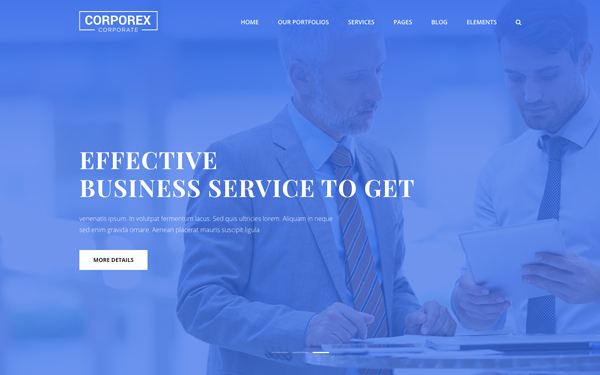 CORPOREX
CORPORATE
HOME OUR PORTFOLIOS SERVICES PAGES BLOG ELEMENTS
EFFECTIVE
BUSINESS SERVICE TO GET
venenatis ipsum. In volutpat fermentum lacus. Sed quis ultricies lorem. Aliquam in neque
sed enim gravida ornare. Aenean placerat mauris suscipit ligula
MORE DETAILS